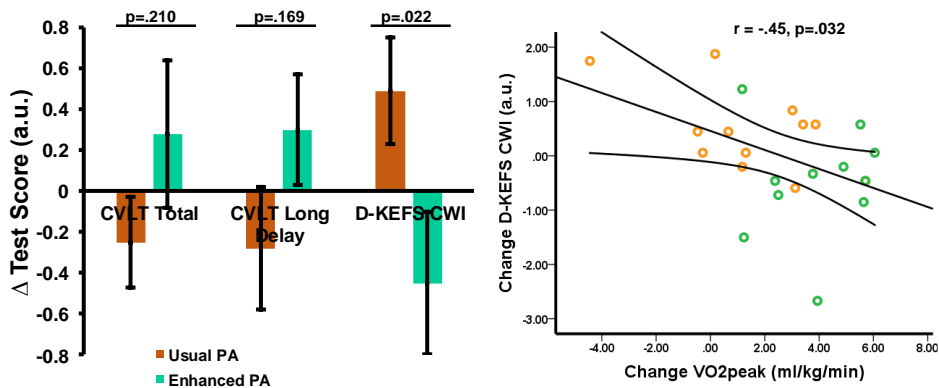 p=.210 p=.169 p=.022
0.8
0.6
0.4
0.2
0
-0.2
-0.4
-0.6
-0.8
Δ Test Score (a.u.)
CVLT Total CVLT Long D-KEFS CWI
Delay
Usual PA
Enhanced PA
r = -.45, p=.032
2.00
1.00
.00
-1.00
-2.00
-3.00
Change D-KEFS CWI (a.u.)
-4.00 -2.00 .00 2.00 4.00 6.00 8.00
Change VO2peak (ml/kg/min)